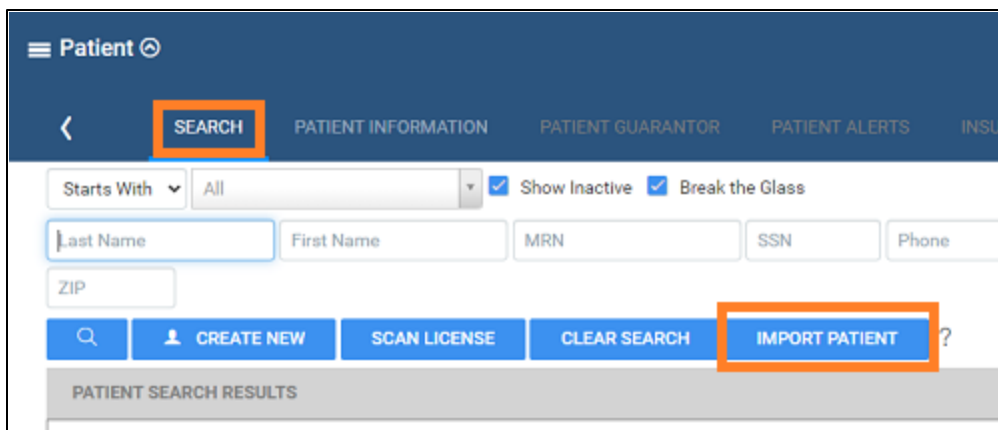 Patient
SEARCH PATIENT INFORMATION PATIENT GUARANTOR PATIENT ALERTS INSU
Starts With All Show Inactive Break the Glass
Last Name First Name MRN SSN Phone
ZIP
CREATE NEW SCAN LICENSE CLEAR SEARCH IMPORT PATIENT ?
PATIENT SEARCH RESULTS